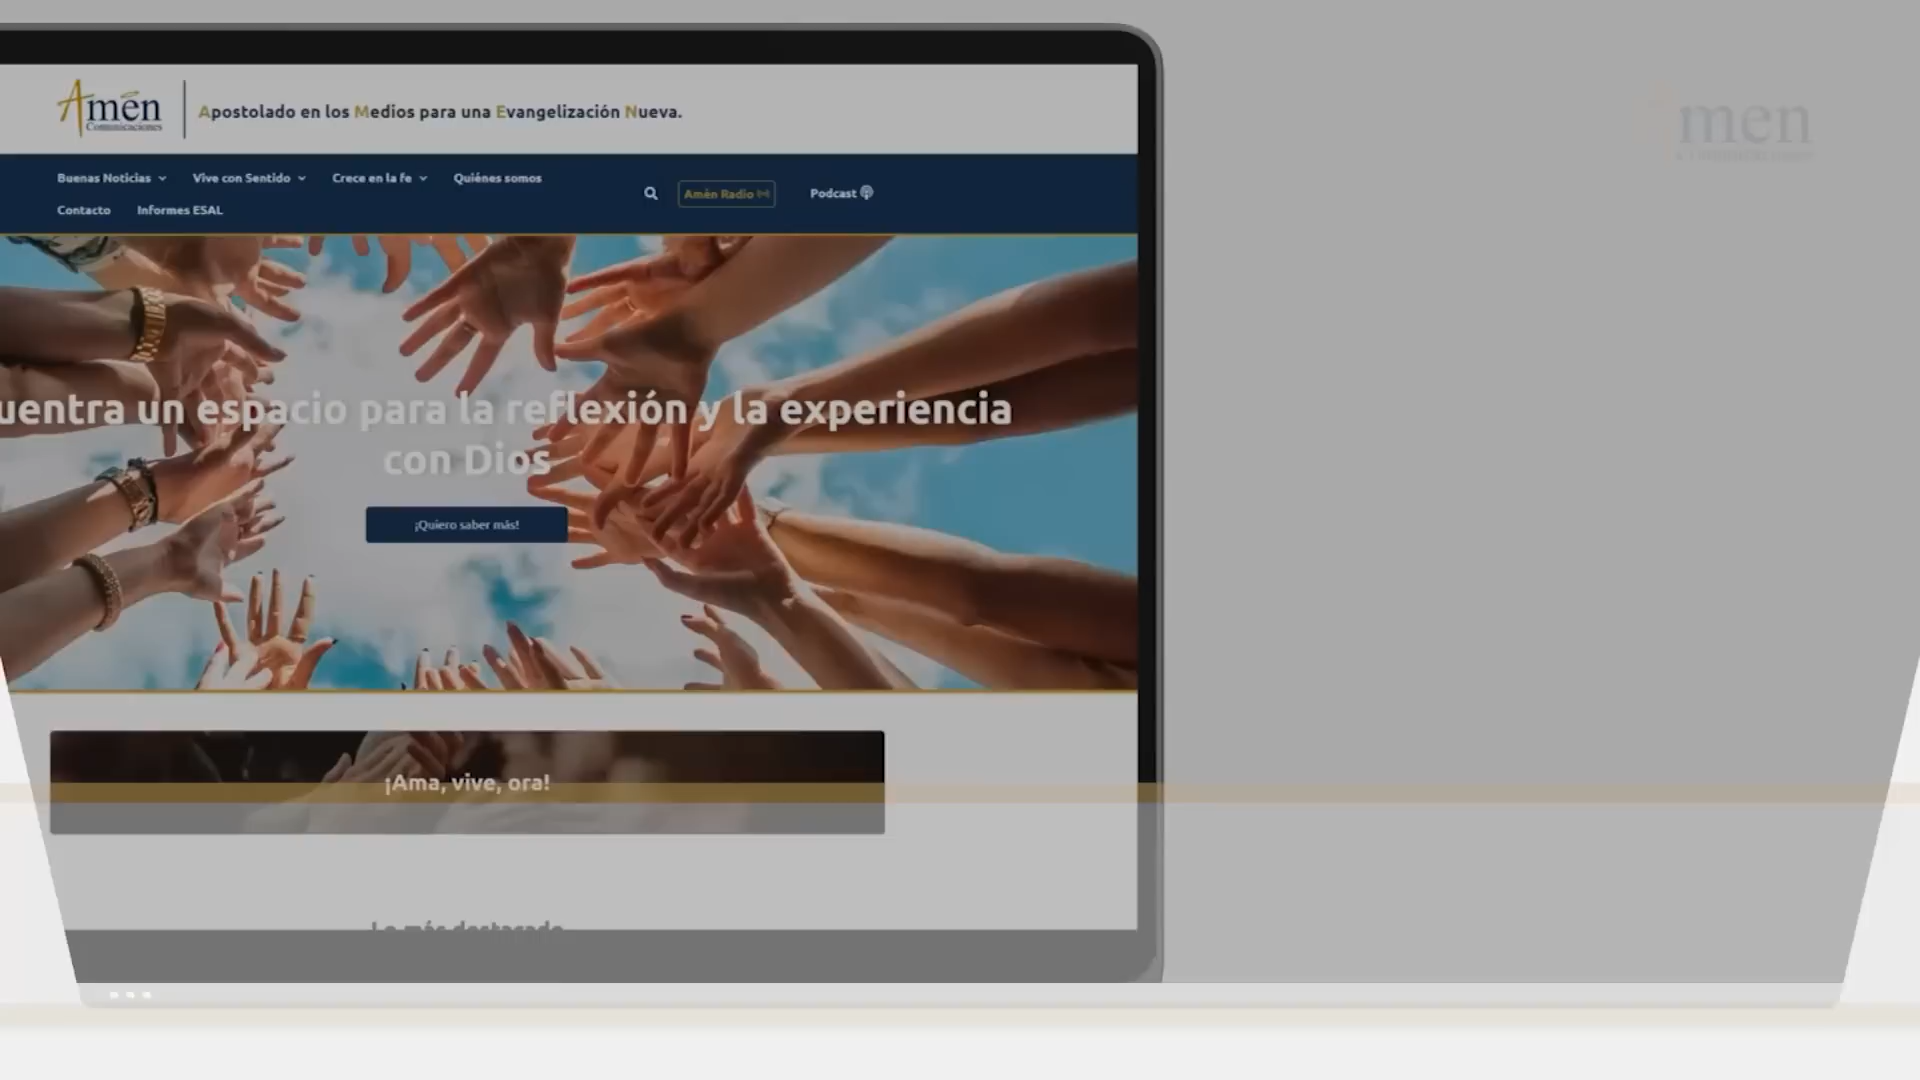 Amén
Comunicaciones
Apostolado en los Medios para una Evangelización Nueva.
men
Buenas Noticias
Vive con Sentido
Crece en la fe
Quiénes somos
Amén Radio
Podcast
Contacto
Informes ESAL
un espacio para la reflexión y la experiencia
con Dios
¡Quiero saber más!
¡Ama, vive, ora!
Lo más destacado